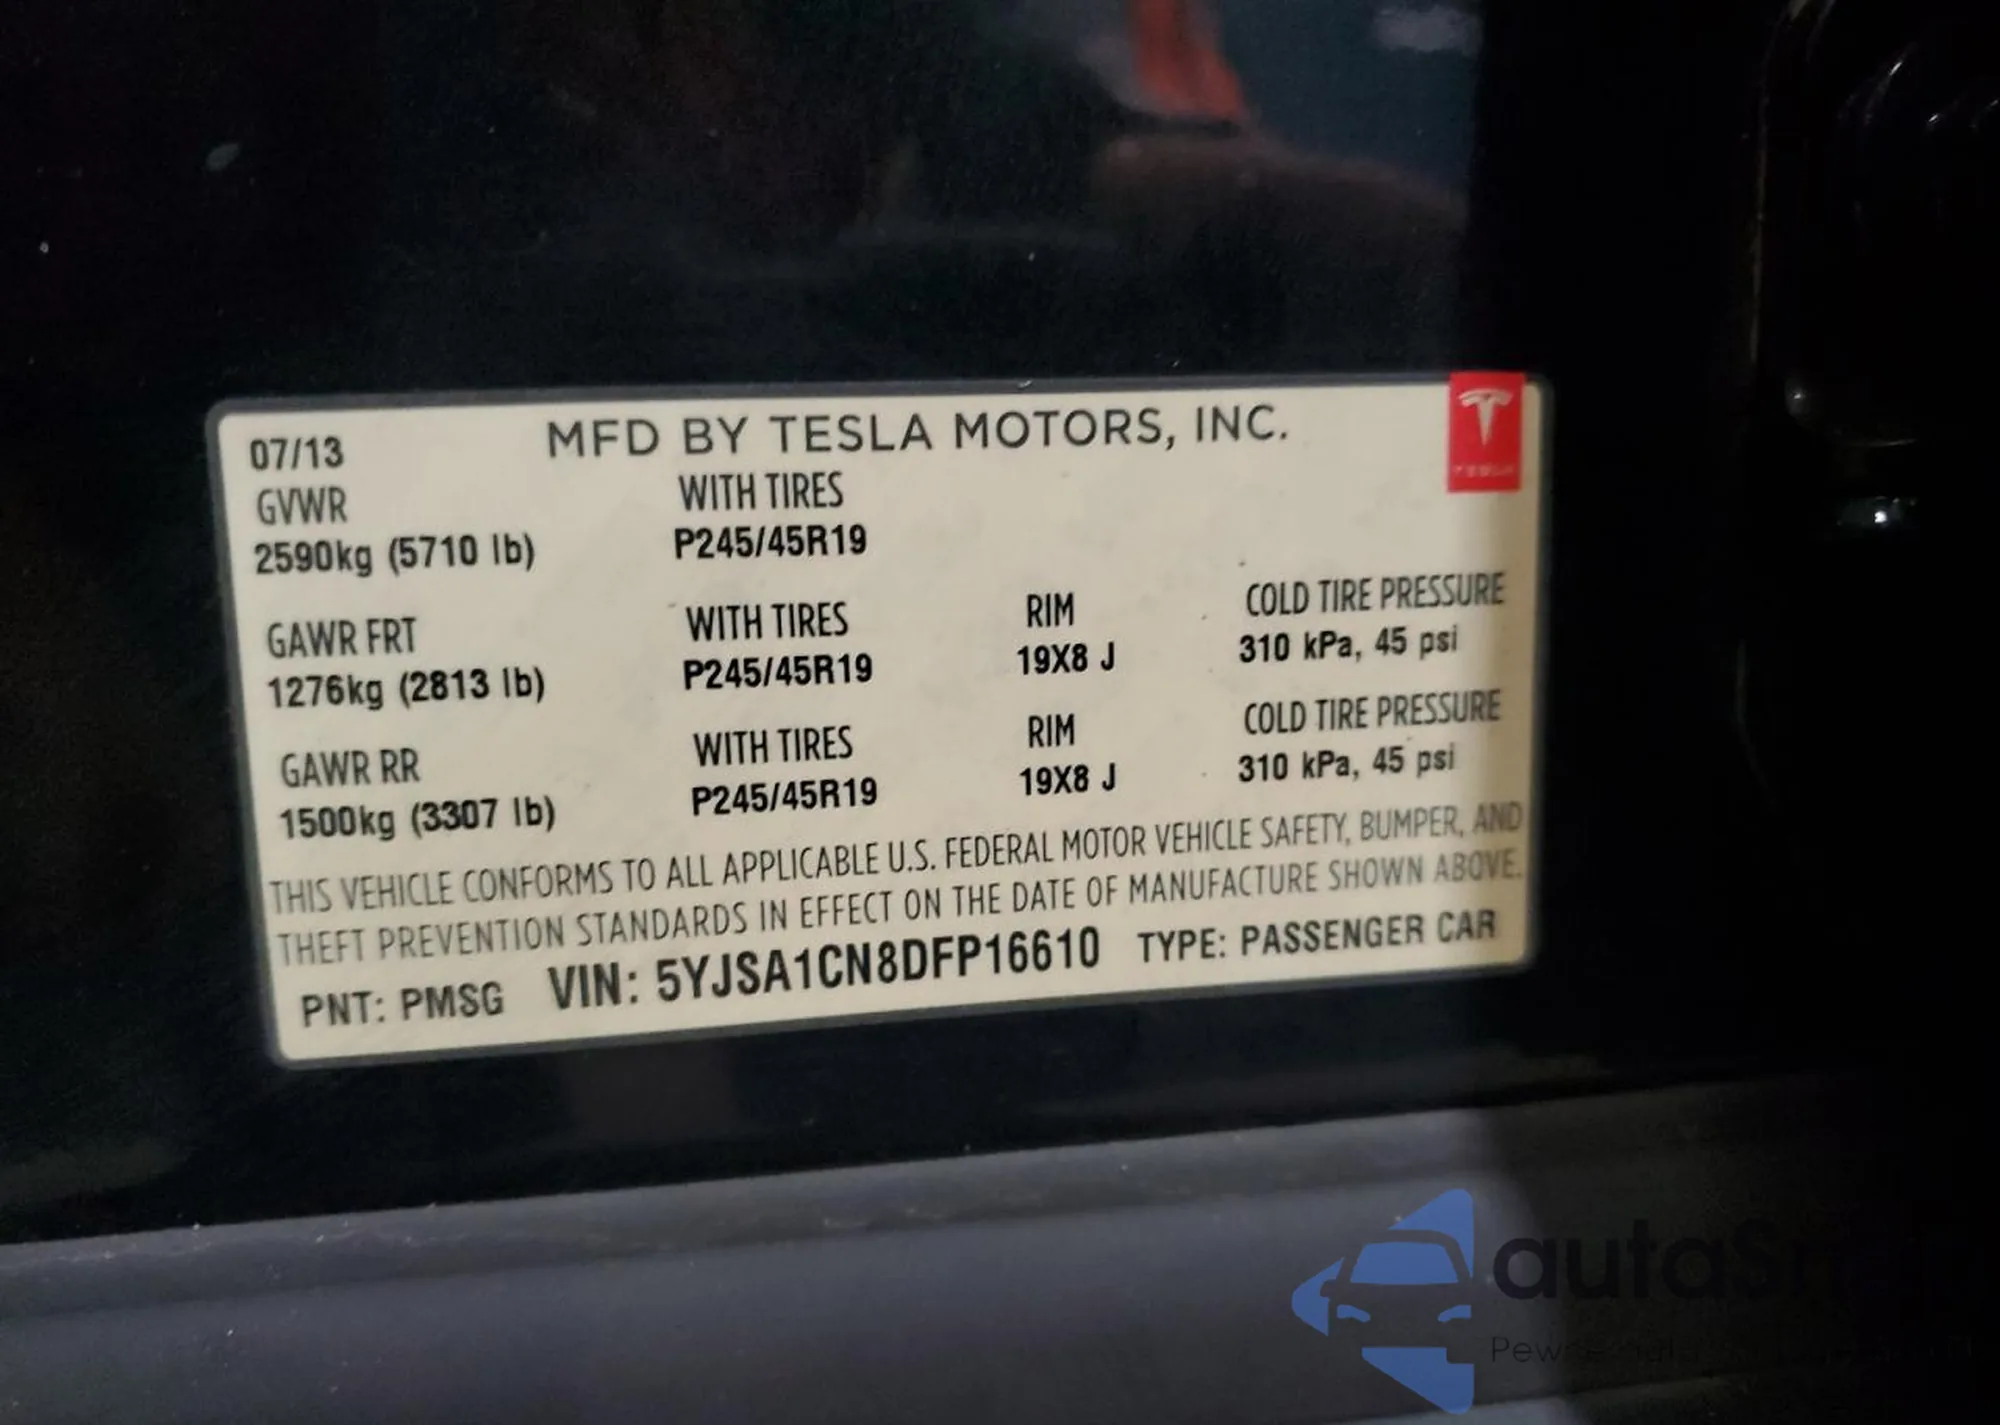 07/13 MFD BY TESLA MOTORS, INC.
TESLA
GVWR WITH TIRES
2590kg (5710 lb) P245/45R19
GAWR FRT WITH TIRES RIM COLD TIRE PRESSURE
1276kg (2813 lb) P245/45R19 19X8 J 310 kPa, 45 psi
GAWR RR WITH TIRES RIM COLD TIRE PRESSURE
1500kg (3307 lb) P245/45R19 19X8 J 310 kPa, 45 psi
THIS VEHICLE CONFORMS TO ALL APPLICABLE U.S. FEDERAL MOTOR VEHICLE SAFETY, BUMPER, AND
THEFT PREVENTION STANDARDS IN EFFECT ON THE DATE OF MANUFACTURE SHOWN ABOVE.
PNT: PMSG VIN: 5YJSA1CN8DFP16610 TYPE: PASSENGER CAR